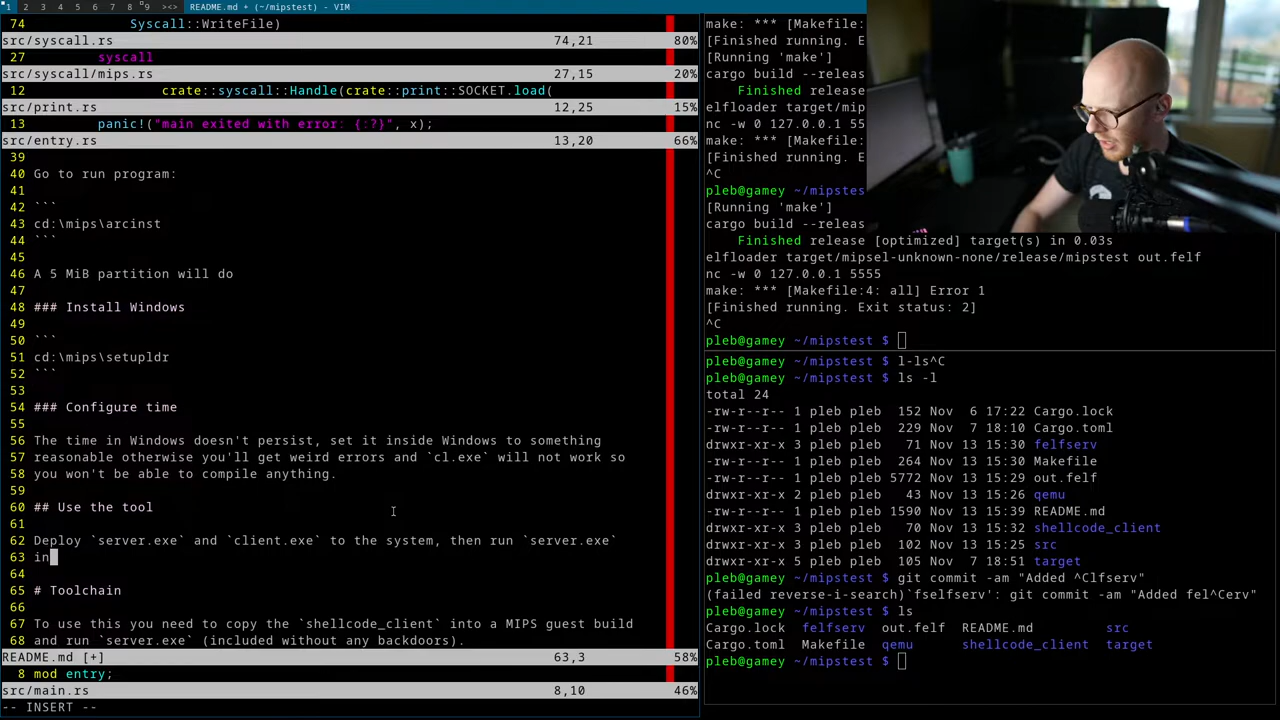 1 2 3 4 5 6 7 8 9 ><> README.md + (~/mipstest) - VIM
74 Syscall::WriteFile)
src/syscall.rs 74,21 80%
27 syscall
src/syscall/mips.rs 27,15 20%
12 crate::syscall::Handle(crate::print::SOCKET.load(
src/print.rs 12,25 15%
13 panic!("main exited with error: {:?}", x);
src/entry.rs 13,20 66%
39
40 Go to run program:
41
42 ```
43 cd:\mips\arcinst
44 ```
45
46 A 5 MiB partition will do
47
48 ### Install Windows
49
50 ```
51 cd:\mips\setupldr
52 ```
53
54 ### Configure time
55
56 The time in Windows doesn't persist, set it inside Windows to something
57 reasonable otherwise you'll get weird errors and `cl.exe` will not work so
58 you won't be able to compile anything.
59
60 ## Use the tool
61
62 Deploy `server.exe` and `client.exe` to the system, then run `server.exe`
63 in
64
65 # Toolchain
66
67 To use this you need to copy the `shellcode_client` into a MIPS guest build
68 and run `server.exe` (included without any backdoors).
README.md [+] 63,3 58%
8 mod entry;
src/main.rs 8,10 46%
-- INSERT --
make: *** [Makefile:
[Finished running. E
[Running 'make']
cargo build --releas
Finished release
elfloader target/mip
nc -w 0 127.0.0.1 55
make: *** [Makefile:
[Finished running. E
^C
pleb@gamey ~/mipstes
[Running 'make']
cargo build --releas
Finished release [optimized] target(s) in 0.03s
elfloader target/mipsel-unknown-none/release/mipstest out.felf
nc -w 0 127.0.0.1 5555
make: *** [Makefile:4: all] Error 1
[Finished running. Exit status: 2]
^C
pleb@gamey ~/mipstest $
pleb@gamey ~/mipstest $ l-ls^C
pleb@gamey ~/mipstest $ ls -l
total 24
-rw-r--r-- 1 pleb pleb 152 Nov 6 17:22 Cargo.lock
-rw-r--r-- 1 pleb pleb 229 Nov 7 18:10 Cargo.toml
drwxr-xr-x 3 pleb pleb 71 Nov 13 15:30 felfserv
-rw-r--r-- 1 pleb pleb 264 Nov 13 15:30 Makefile
-rw-r--r-- 1 pleb pleb 5772 Nov 13 15:29 out.felf
drwxr-xr-x 2 pleb pleb 43 Nov 13 15:26 qemu
-rw-r--r-- 1 pleb pleb 1590 Nov 13 15:39 README.md
drwxr-xr-x 3 pleb pleb 70 Nov 13 15:32 shellcode_client
drwxr-xr-x 3 pleb pleb 102 Nov 13 15:25 src
drwxr-xr-x 5 pleb pleb 105 Nov 7 18:51 target
pleb@gamey ~/mipstest $ git commit -am "Added ^Clfserv"
(failed reverse-i-search)`fselfserv': git commit -am "Added fel^Cerv"
pleb@gamey ~/mipstest $ ls
Cargo.lock felfserv out.felf README.md src
Cargo.toml Makefile qemu shellcode_client target
pleb@gamey ~/mipstest $